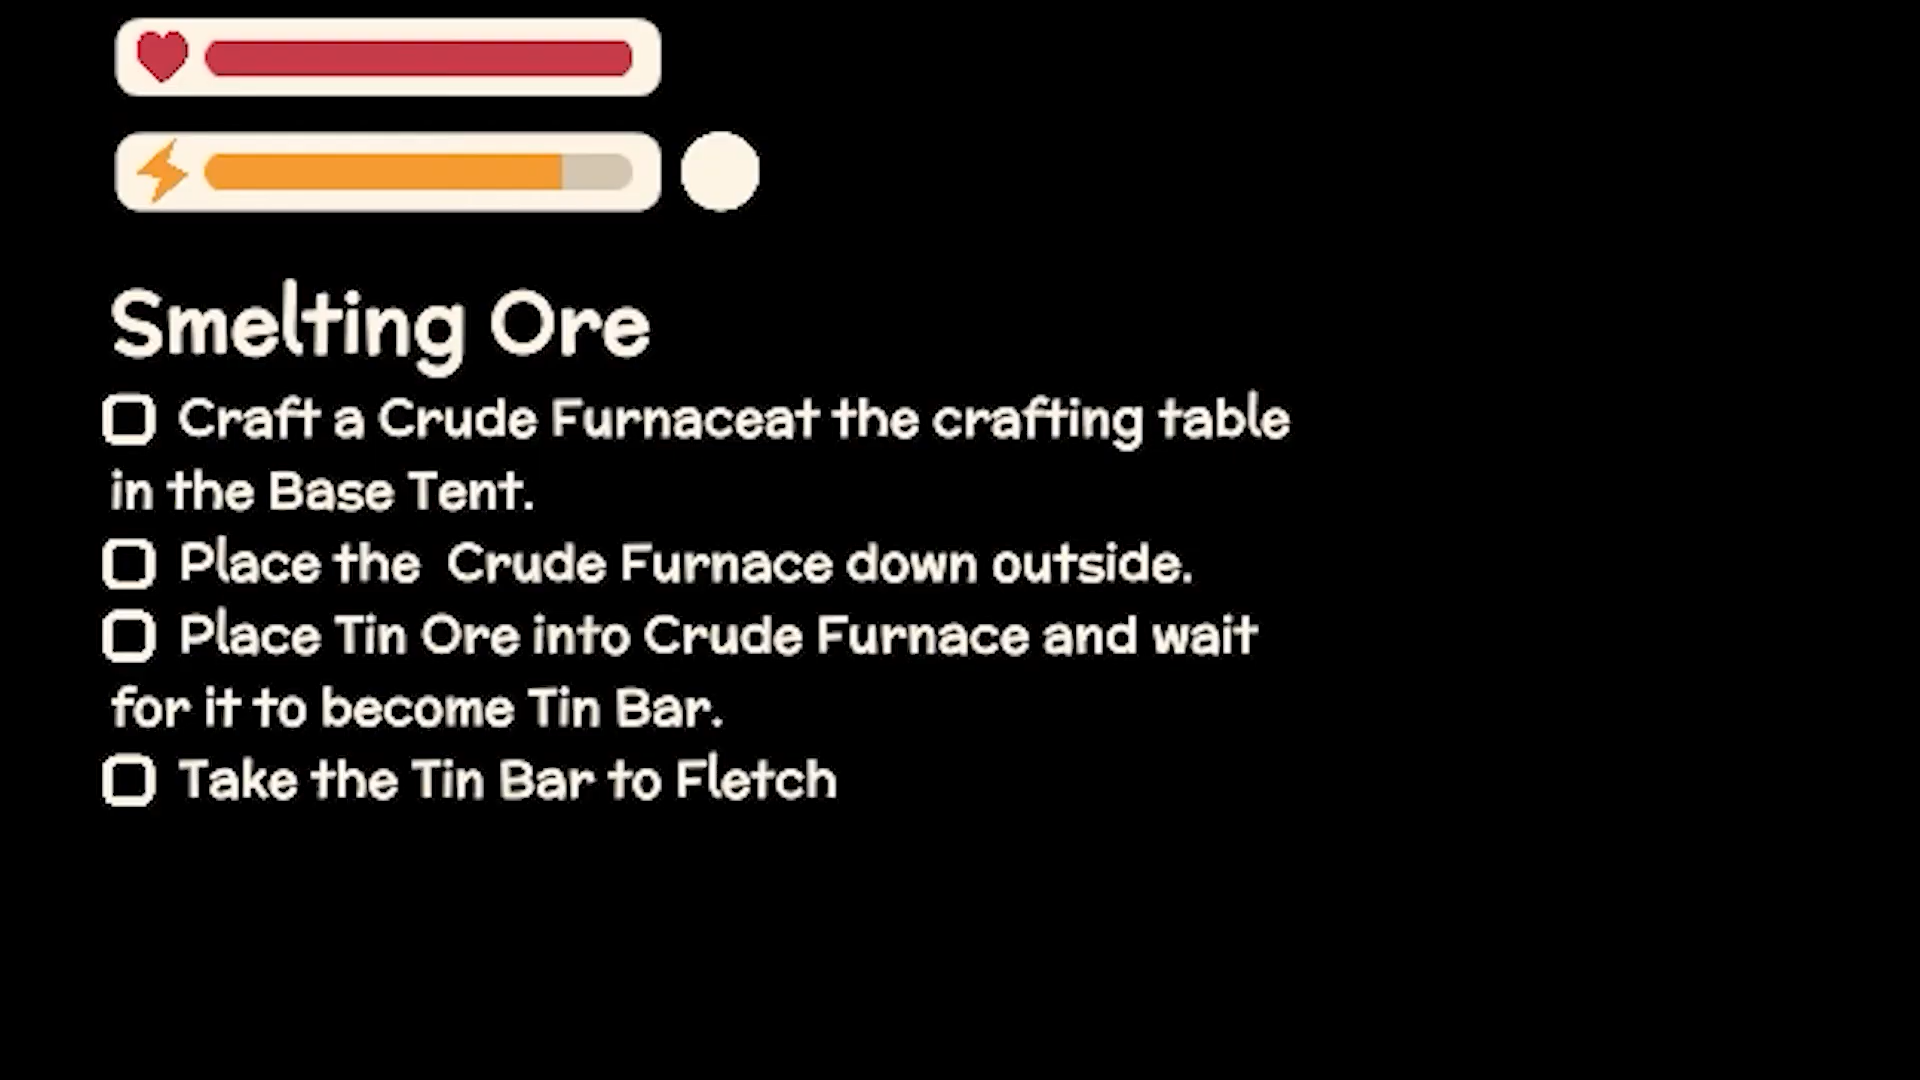 Smelting Ore
Craft a Crude Furnaceat the crafting table
in the Base Tent.
Place the  Crude Furnace down outside.
Place Tin Ore into Crude Furnace and wait
for it to become Tin Bar.
Take the Tin Bar to Fletch